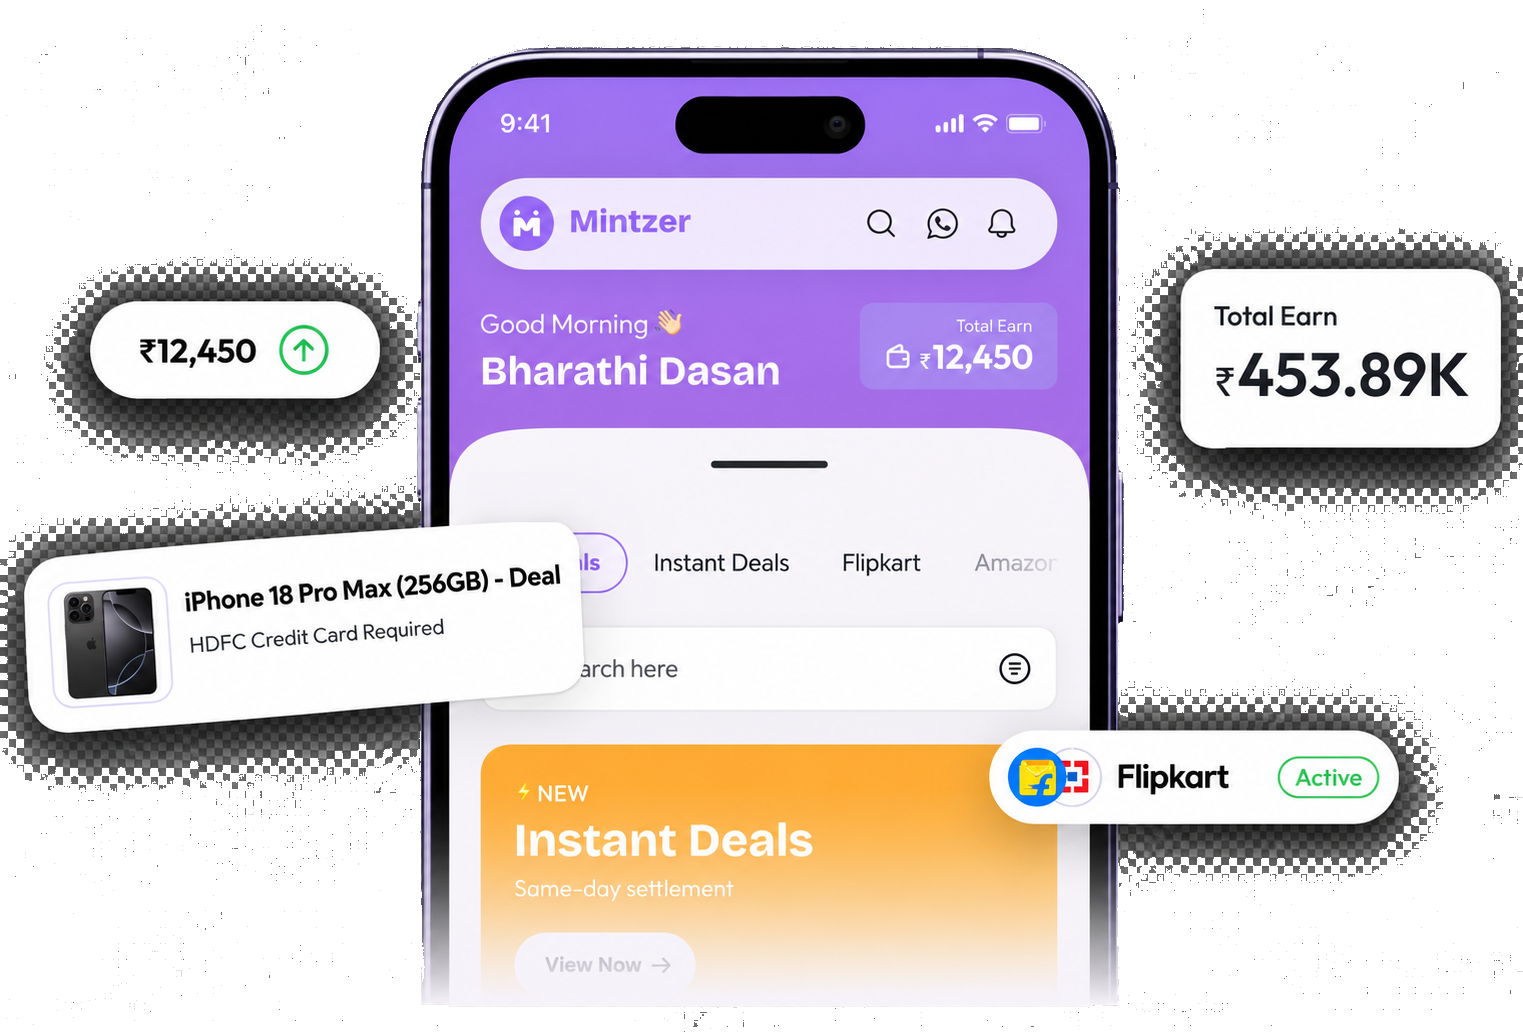 9:41
Mintzer
Good Morning 👋
Bharathi Dasan
Total Earn
₹12,450
₹12,450
Total Earn
₹453.89K
iPhone 18 Pro Max (256GB) - Deal
HDFC Credit Card Required
als
Instant Deals
Flipkart
Amazon
arch here
Flipkart
Active
⚡NEW
Instant Deals
Same-day settlement
View Now →